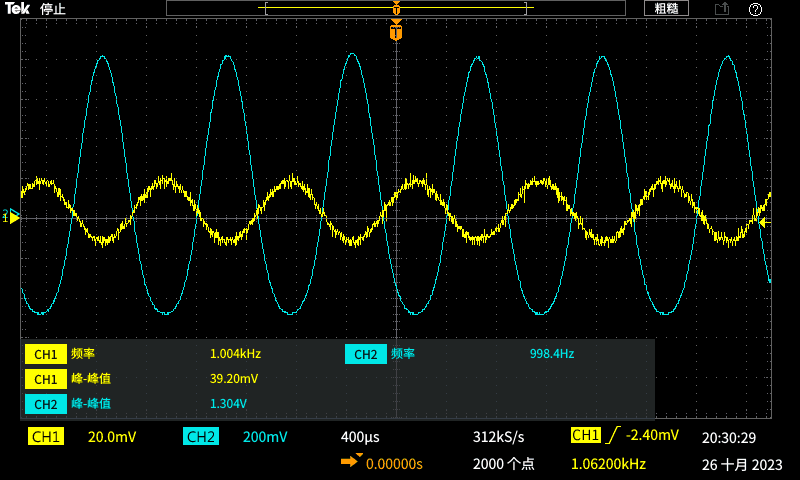 Tek 停止 粗糙
T
T
2
1
CH1 频率 1.004kHz CH2 频率 998.4Hz
CH1 峰-峰值 39.20mV
CH2 峰-峰值 1.304V
CH1 20.0mV CH2 200mV 400µs 312kS/s CH1 -2.40mV 20:30:29
0.00000s 2000 个点 1.06200kHz 26 十月 2023